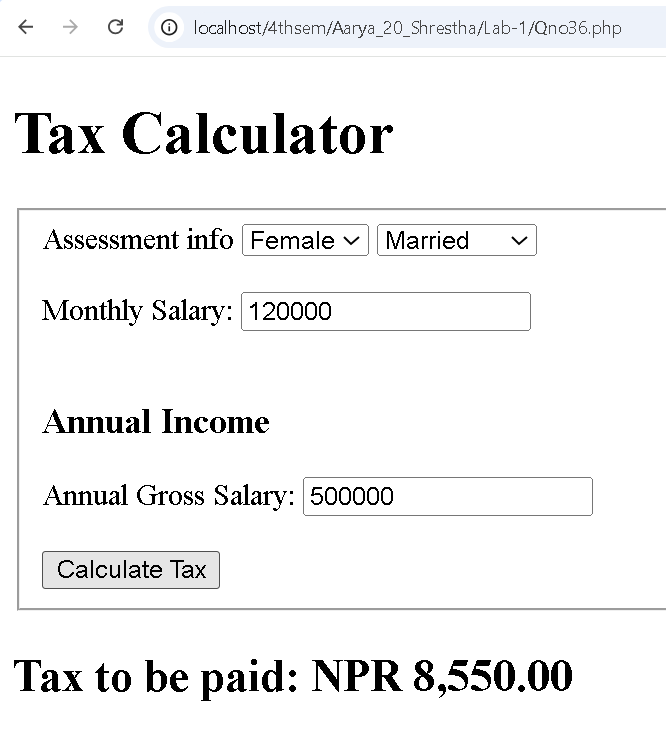 localhost/4thsem/Aarya_20_Shrestha/Lab-1/Qno36.php
Tax Calculator
Assessment info Female Married
Monthly Salary: 120000
Annual Income
Annual Gross Salary: 500000
Calculate Tax
Tax to be paid: NPR 8,550.00